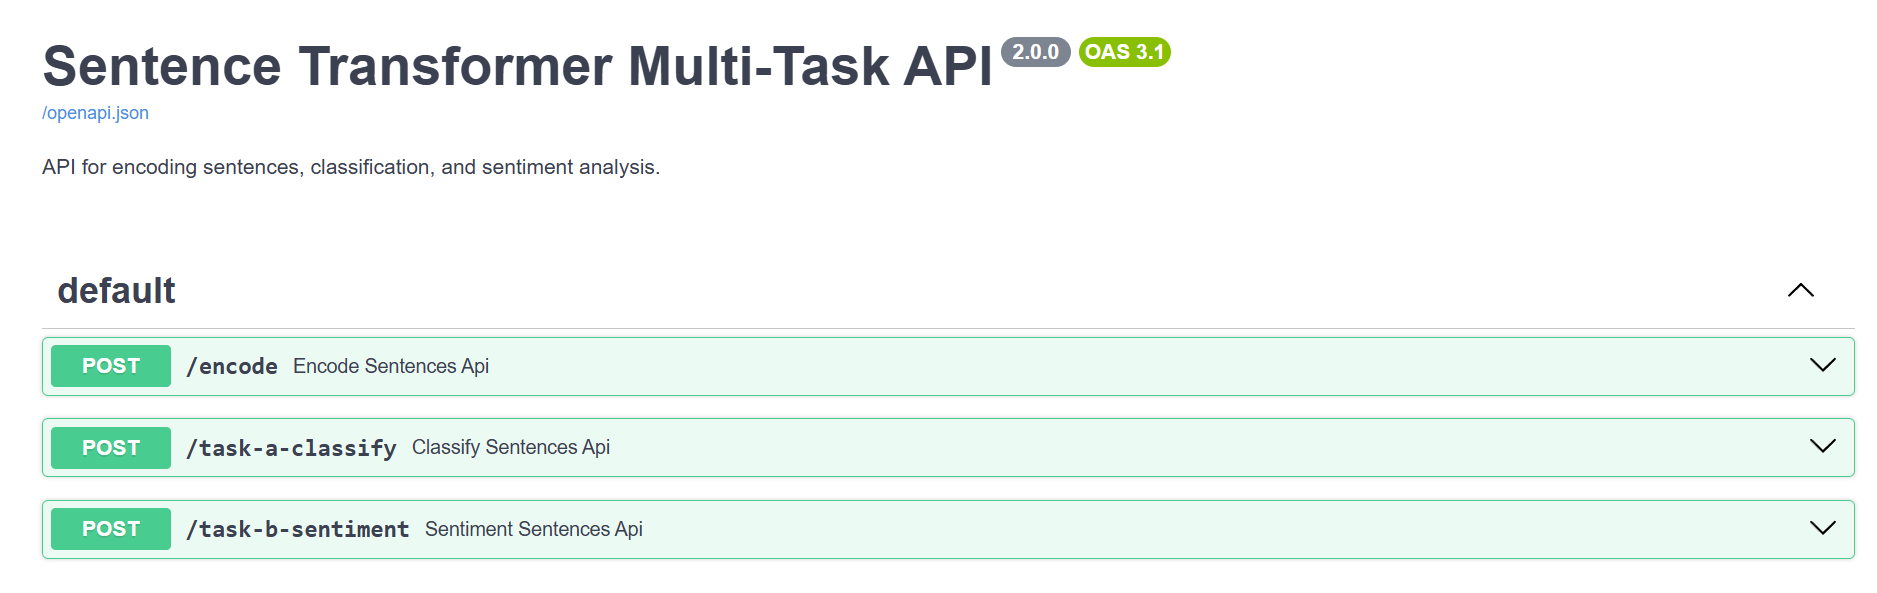 Sentence Transformer Multi-Task API 2.0.0 OAS 3.1
/openapi.json
API for encoding sentences, classification, and sentiment analysis.
default
POST /encode Encode Sentences Api
POST /task-a-classify Classify Sentences Api
POST /task-b-sentiment Sentiment Sentences Api